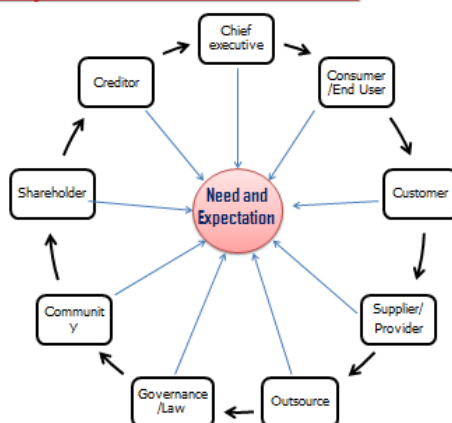 Chief
executive
Consumer
/End User
Customer
Supplier/
Provider
Outsource
Governance
/Law
Communit
y
Shareholder
Creditor
Need and
Expectation